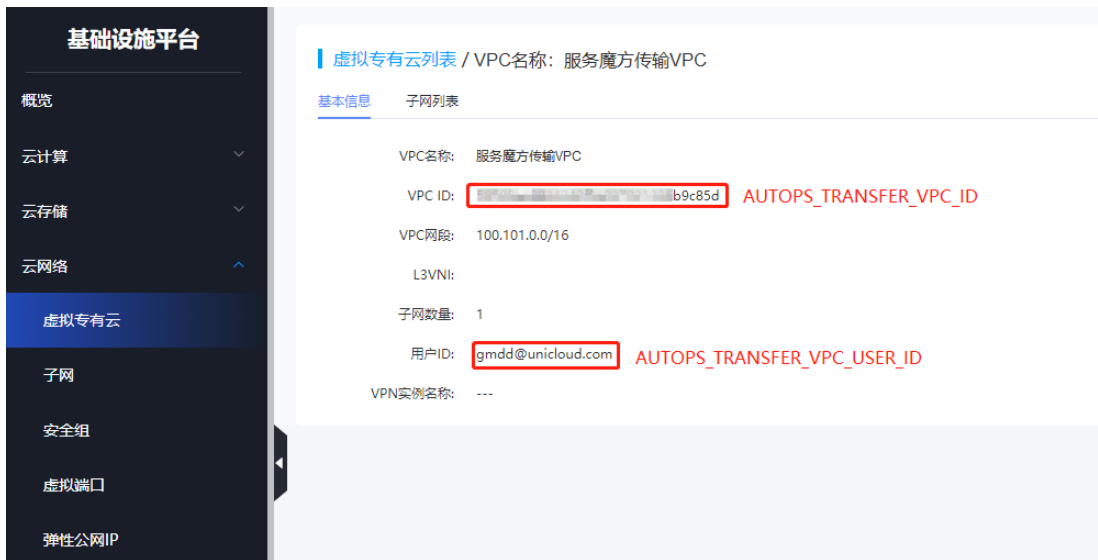 基础设施平台
概览
云计算
云存储
云网络
虚拟专有云
子网
安全组
虚拟端口
弹性公网IP
虚拟专有云列表 / VPC名称：服务魔方传输VPC
基本信息 子网列表
VPC名称: 服务魔方传输VPC
VPC ID: b9c85d AUTOPS_TRANSFER_VPC_ID
VPC网段: 100.101.0.0/16
L3VNI:
子网数量: 1
用户ID: gmdd@unicloud.com AUTOPS_TRANSFER_VPC_USER_ID
VPN实例名称: ---